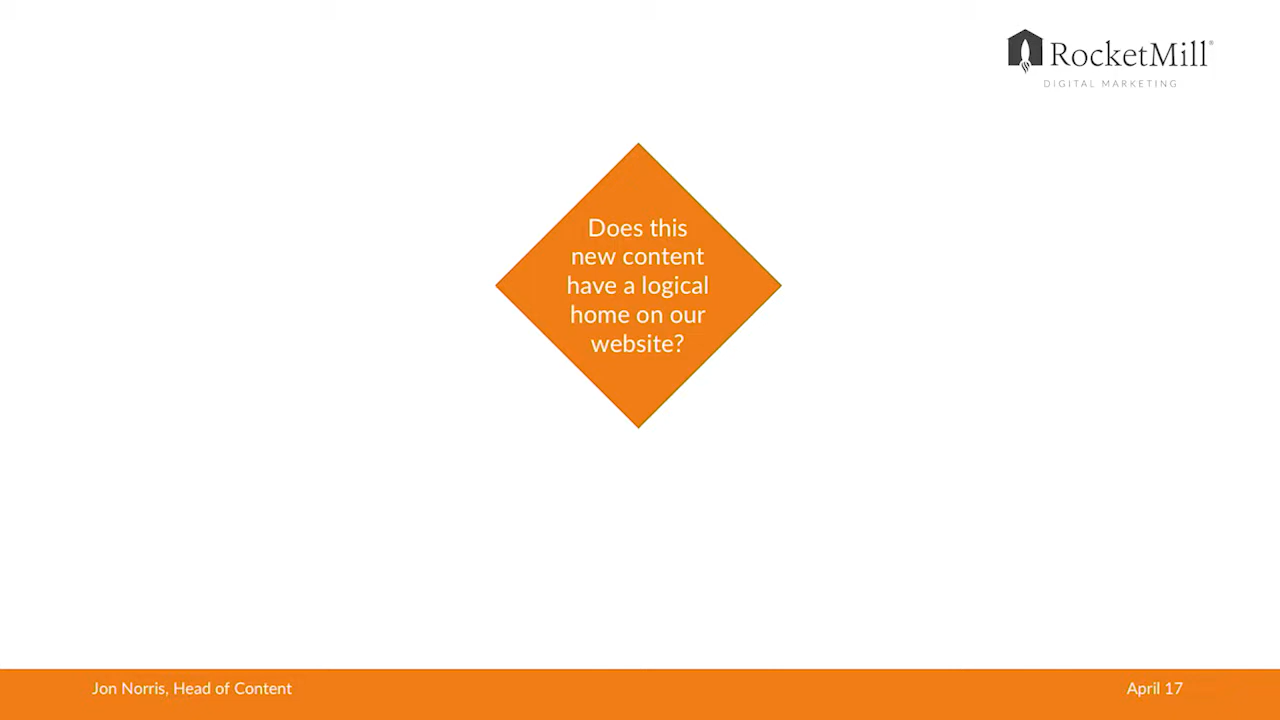 RocketMill®
DIGITAL MARKETING
Does this
new content
have a logical
home on our
website?
Jon Norris, Head of Content
April 17